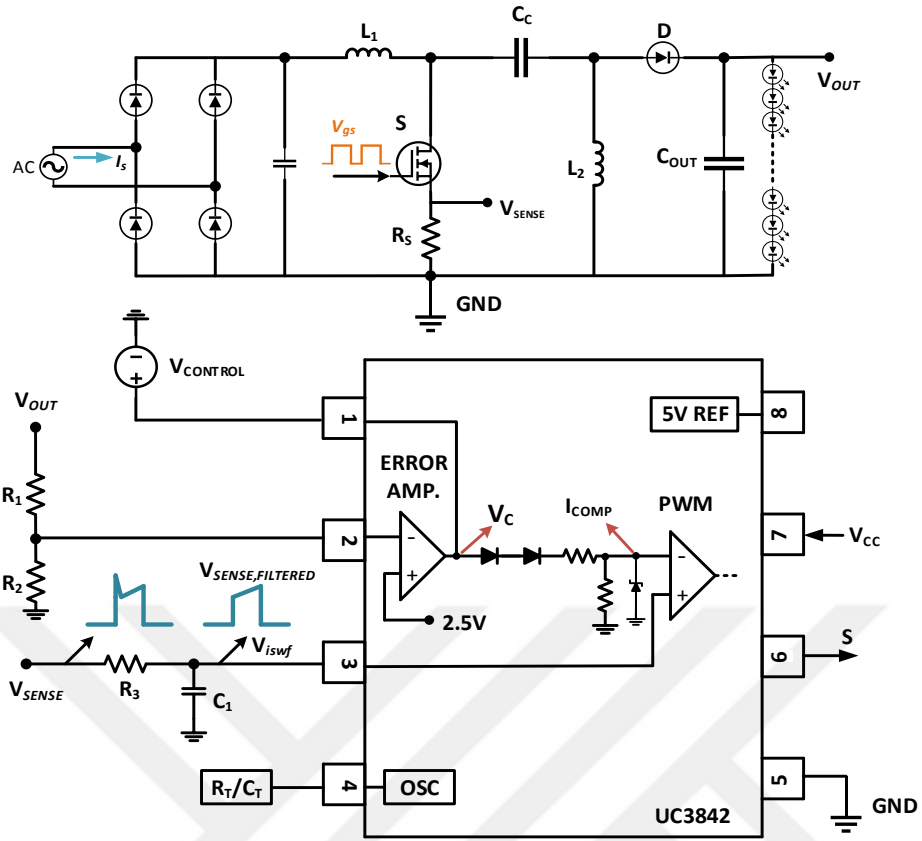 L1
CC
D
VOUT
Vgs
S
AC
Is
L2
COUT
VSENSE
RS
GND
VCONTROL
VOUT
1
5V REF
8
ERROR
AMP.
R1
VC
ICOMP
PWM
2
7
VCC
R2
VSENSE,FILTERED
-
+
2.5V
-
+
S
Viswf
3
6
VSENSE
R3
C1
RT/CT
4
OSC
5
UC3842
GND